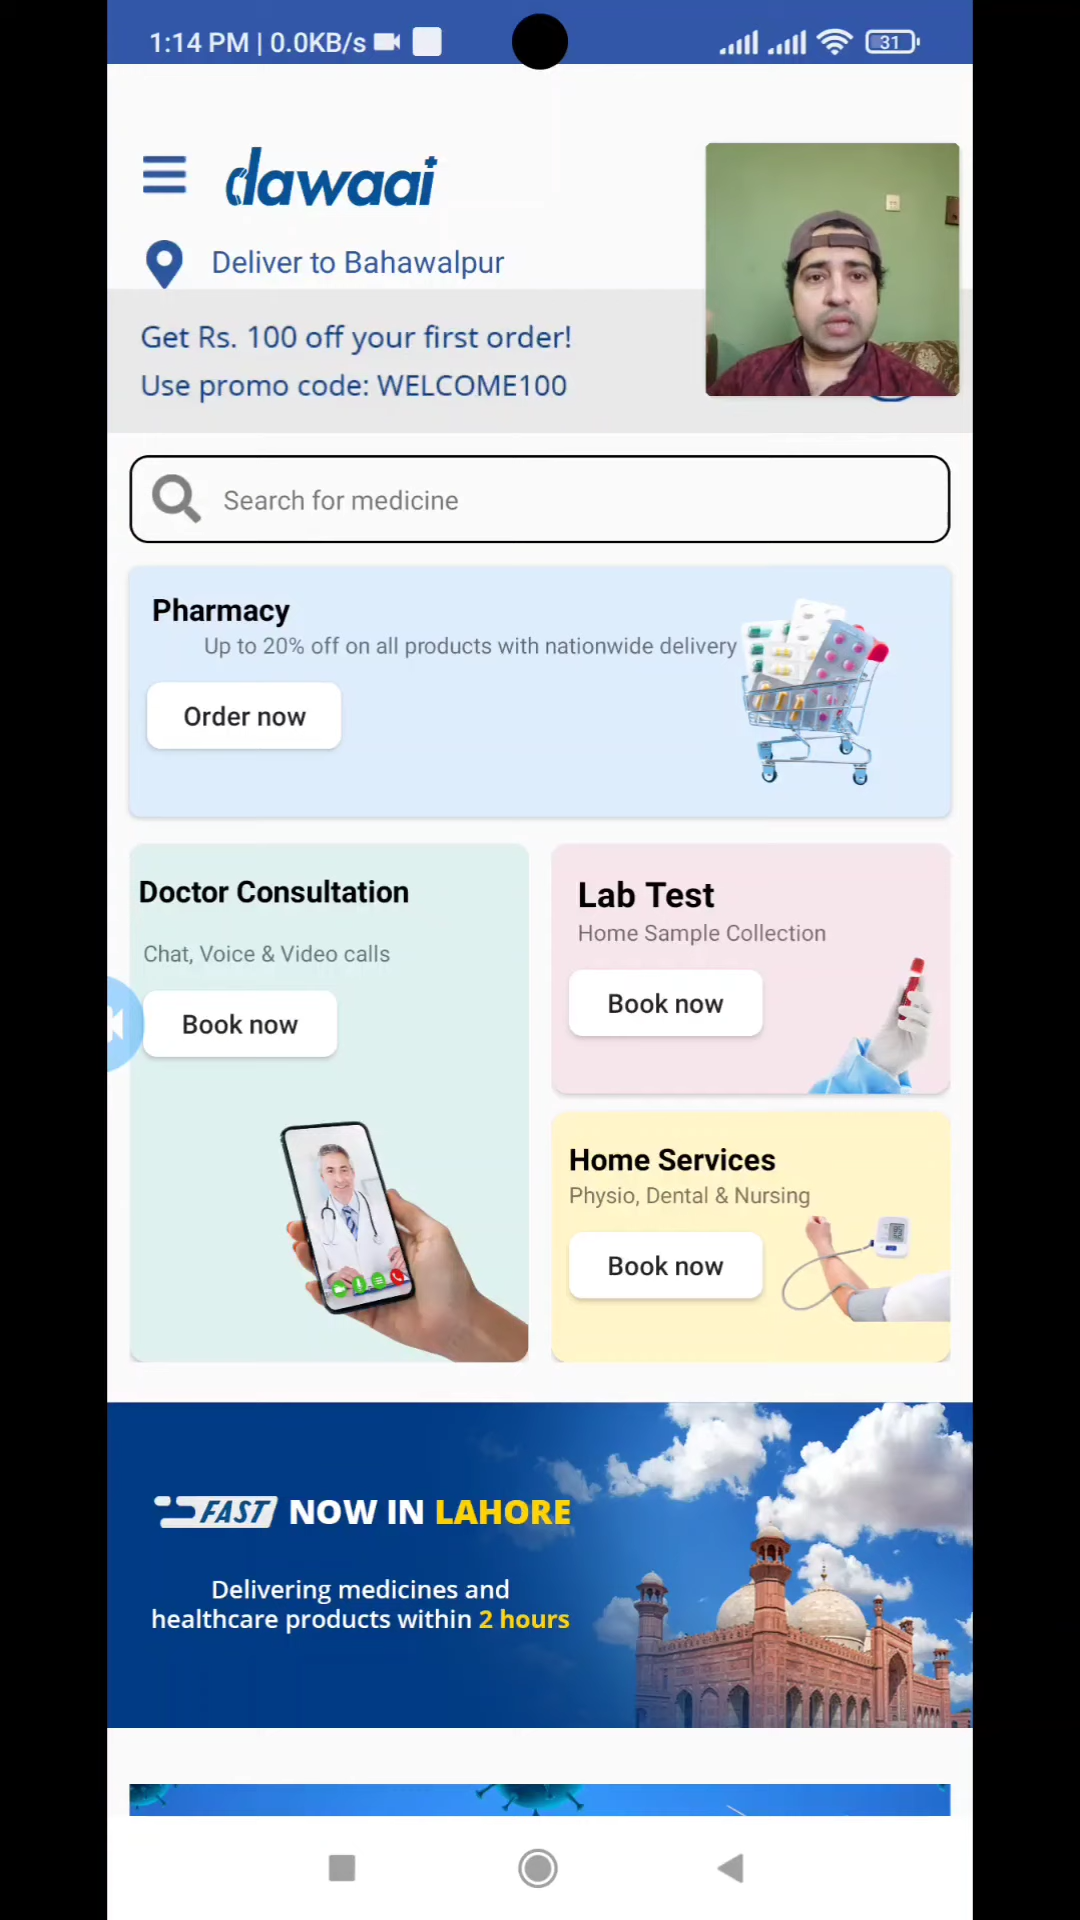 1:14 PM | 0.0KB/s
31
dawaai
Deliver to Bahawalpur
Get Rs. 100 off your first order!
Use promo code: WELCOME100
Search for medicine
Pharmacy
Up to 20% off on all products with nationwide delivery
Order now
Doctor Consultation
Chat, Voice & Video calls
Book now
Lab Test
Home Sample Collection
Book now
Home Services
Physio, Dental & Nursing
Book now
FAST NOW IN LAHORE
Delivering medicines and
healthcare products within 2 hours